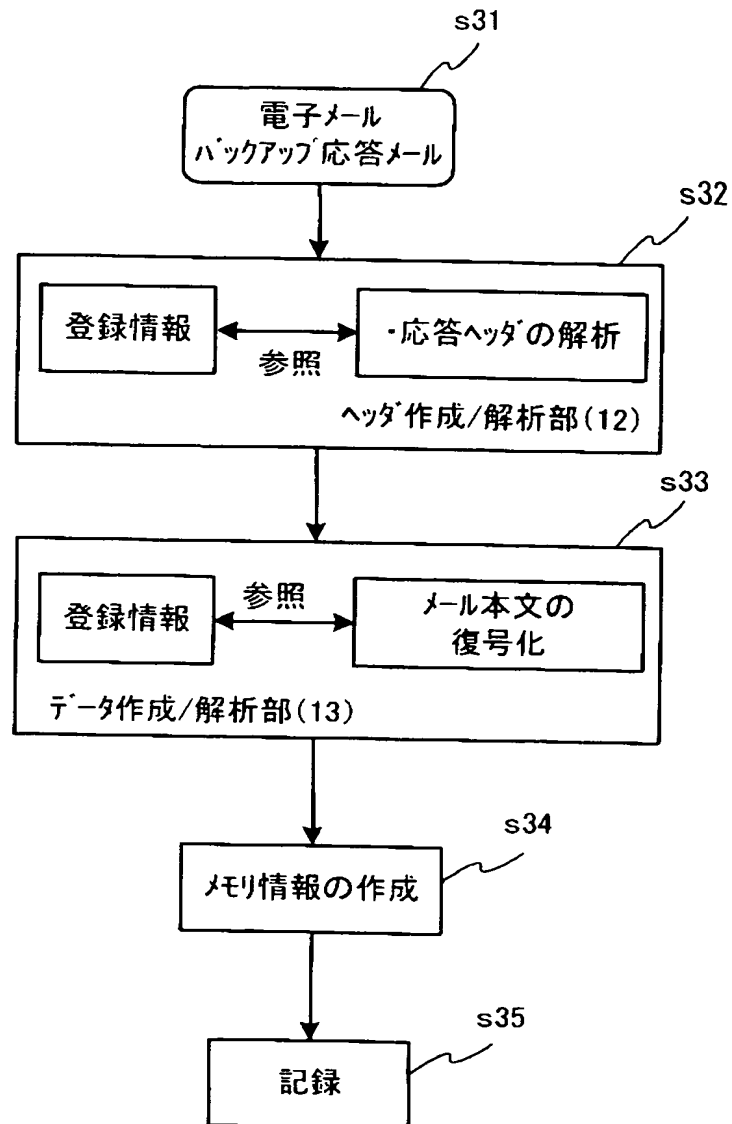 s31
電子メール
バックアップ応答メール
s32
登録情報
参照
・応答ヘッダの解析
ヘッダ作成/解析部(12)
s33
登録情報
参照
メール本文の
復号化
データ作成/解析部(13)
s34
メモリ情報の作成
s35
記録